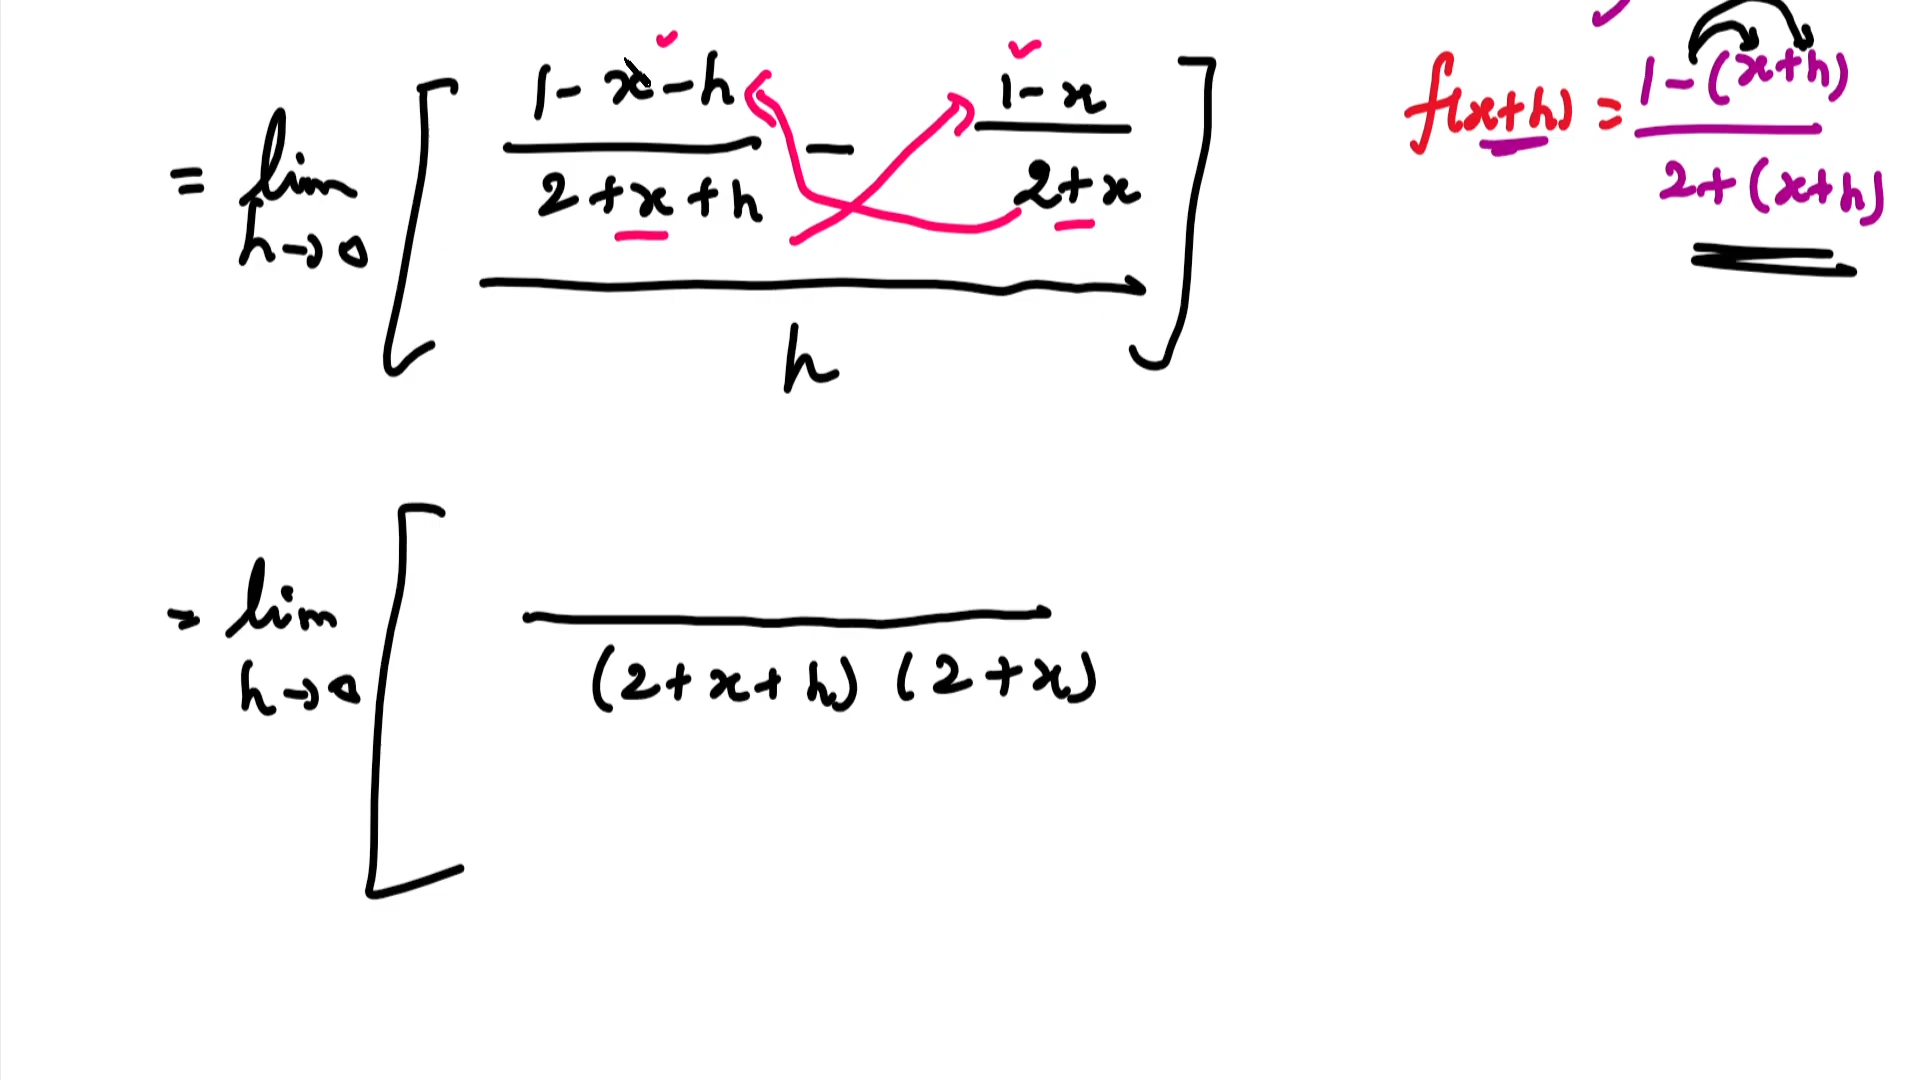 = lim h→0 [ (1-x-h)/(2+x+h) - (1-x)/(2+x) ] / h
f(x+h) = 1-(x+h) / 2+(x+h)
= lim h→0 [ / (2+x+h) (2+x)